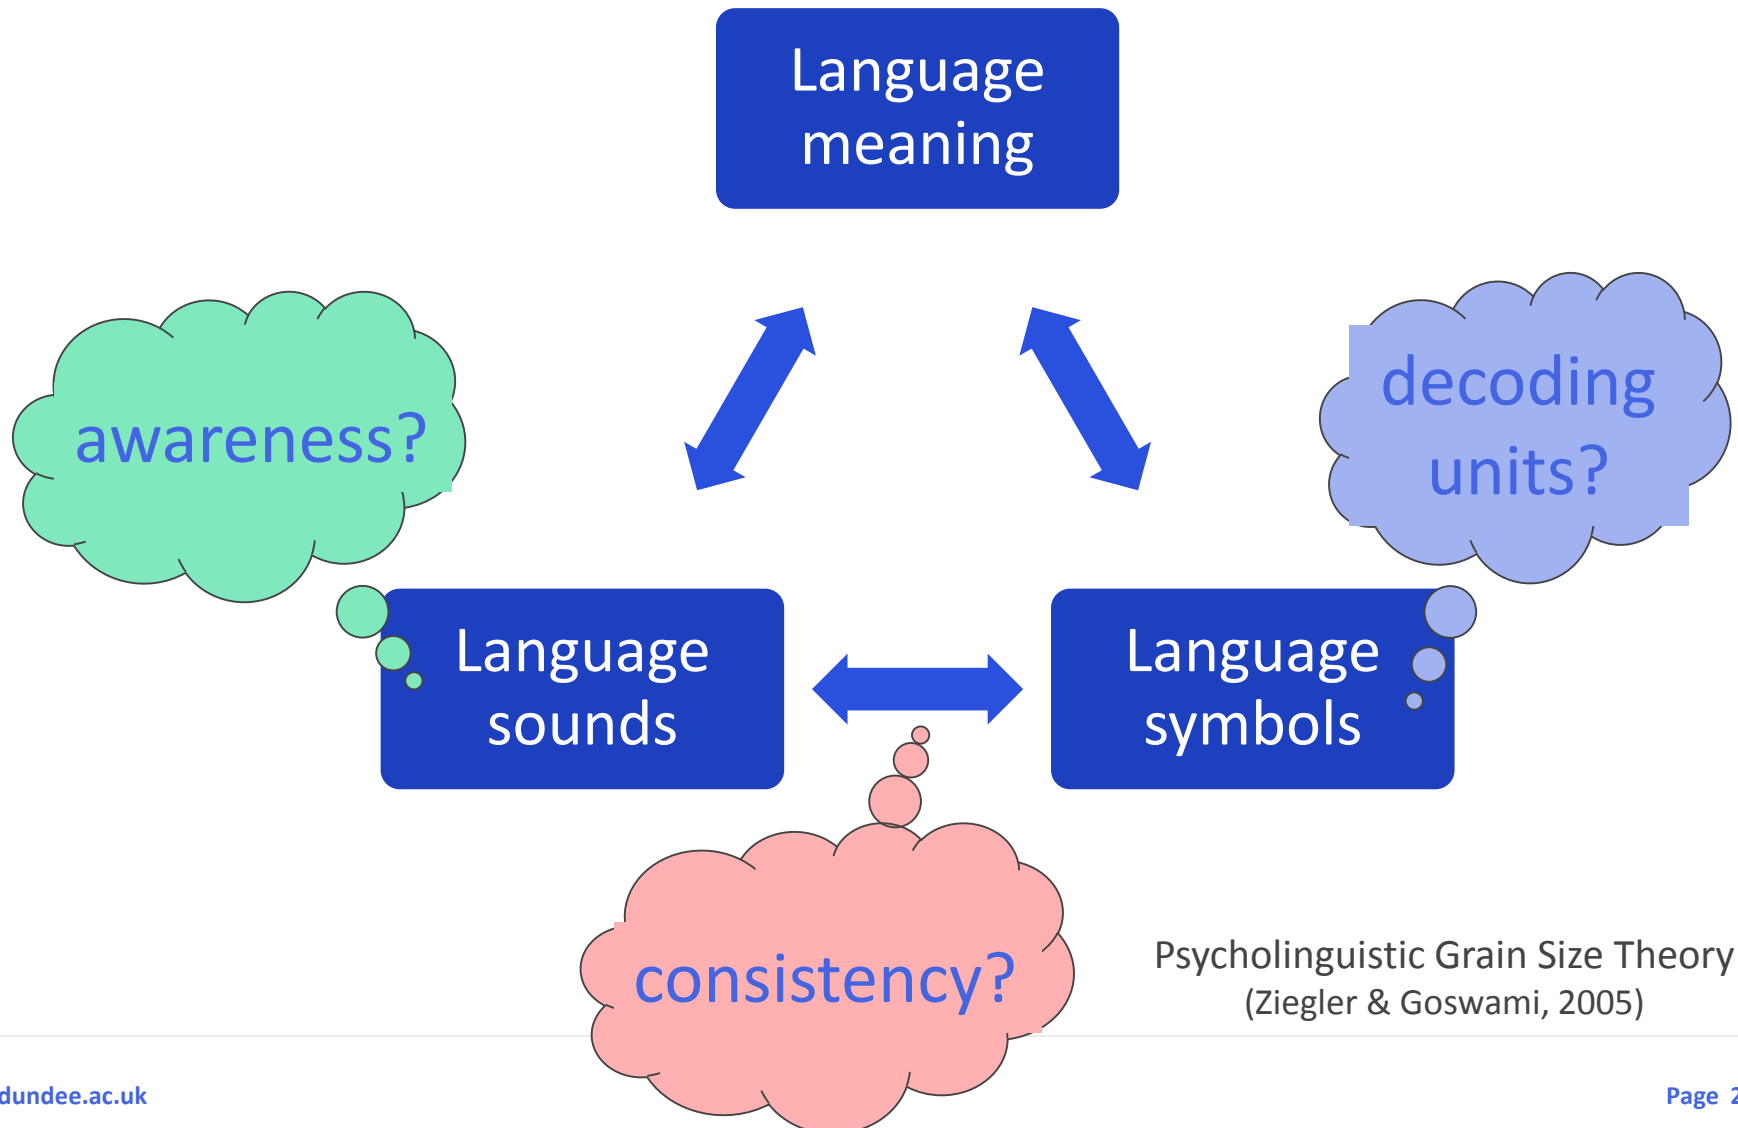 Language
meaning
awareness?
decoding
units?
Language
sounds
Language
symbols
consistency?
Psycholinguistic Grain Size Theory
(Ziegler & Goswami, 2005)
dundee.ac.uk
Page 2